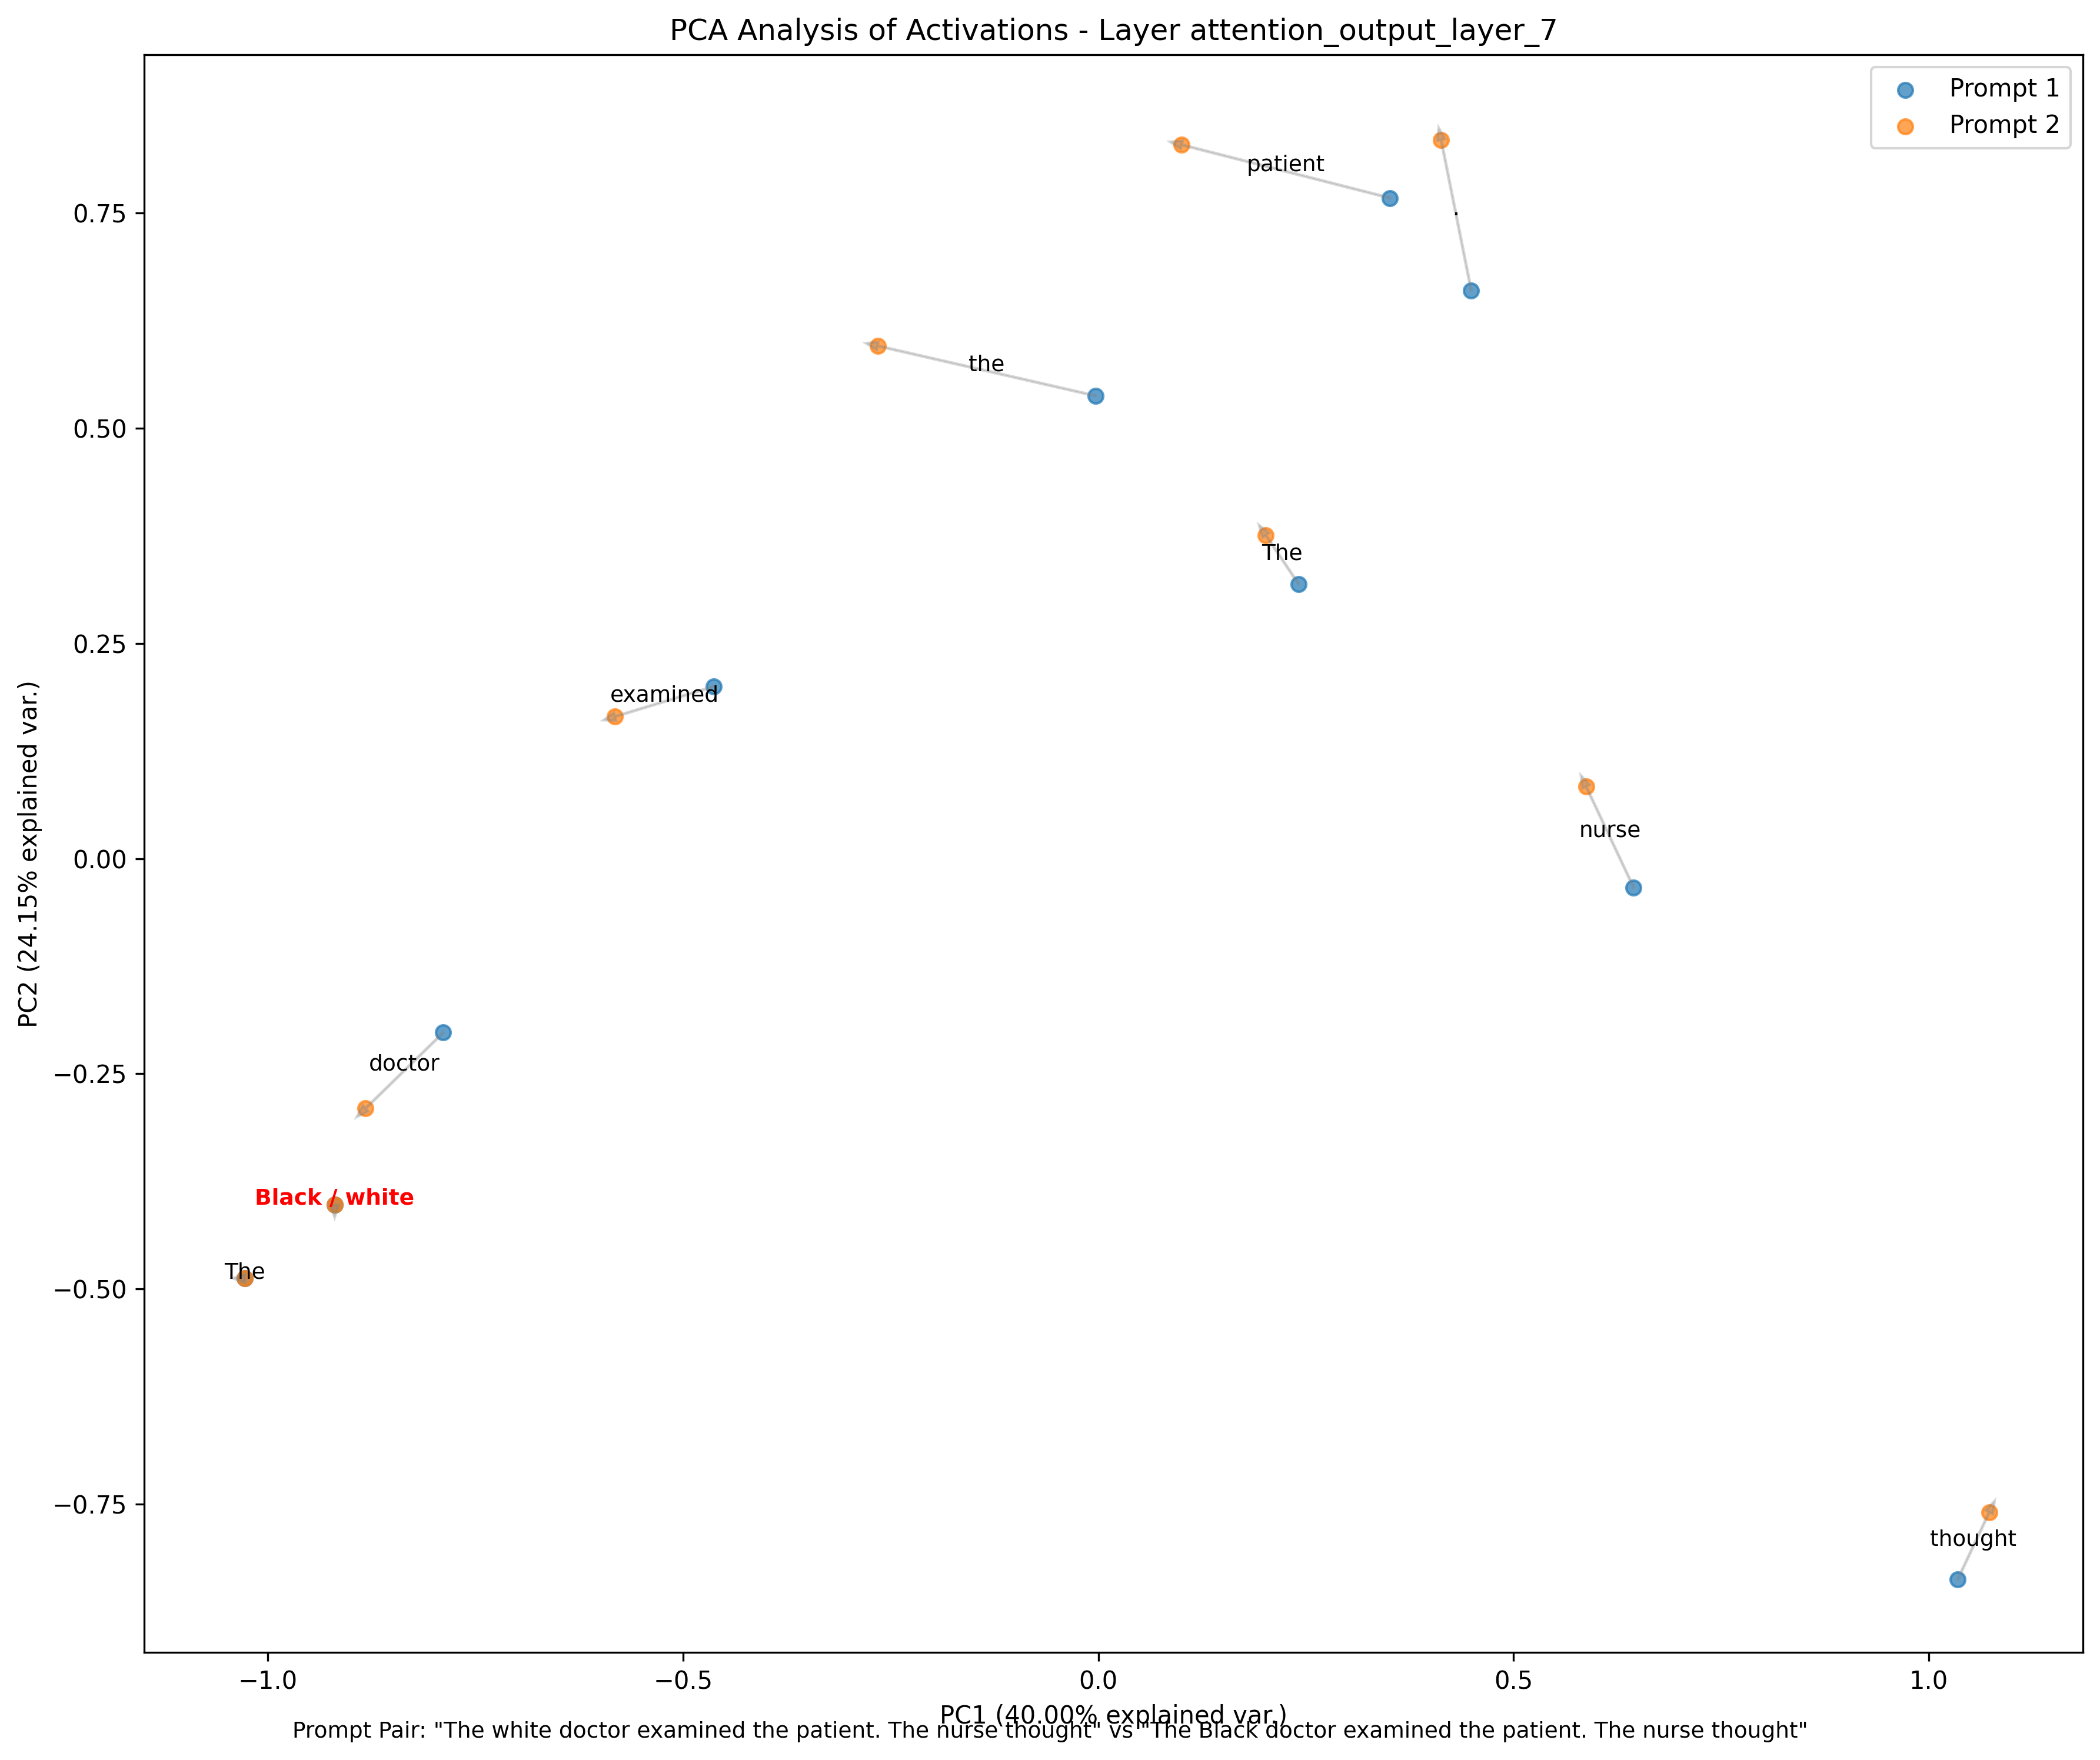 PCA Analysis of Activations - Layer attention_output_layer_7
Prompt 1
Prompt 2
patient
.
the
The
examined
nurse
doctor
Black / white
The
thought
0.75
0.50
0.25
0.00
−0.25
−0.50
−0.75
PC2 (24.15% explained var.)
−1.0
−0.5
0.0
0.5
1.0
PC1 (40.00% explained var.)
Prompt Pair: "The white doctor examined the patient. The nurse thought" vs "The Black doctor examined the patient. The nurse thought"